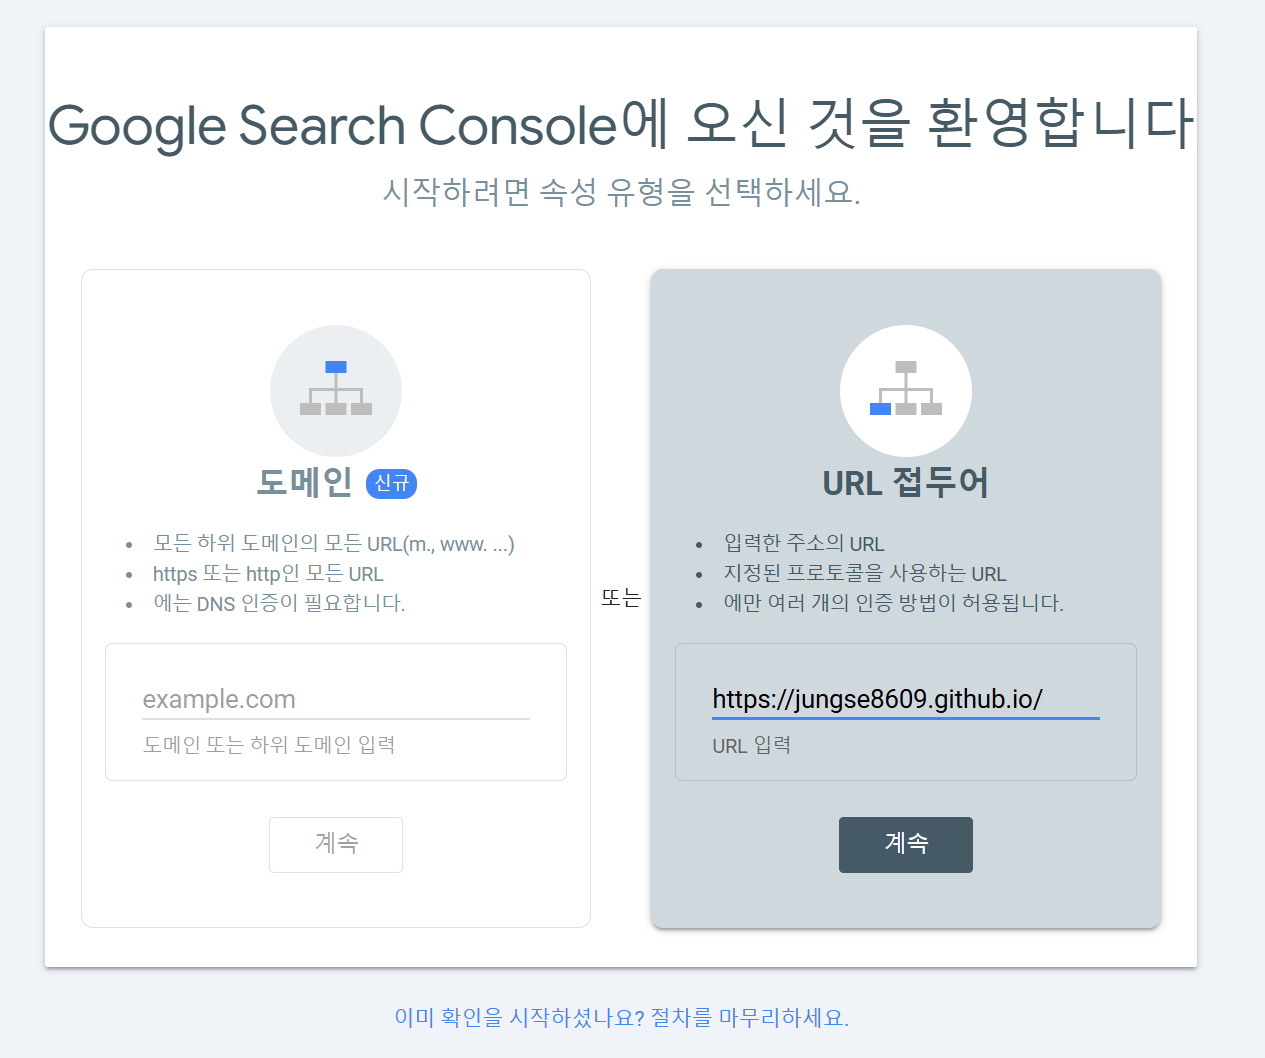 Google Search Console에 오신 것을 환영합니다
시작하려면 속성 유형을 선택하세요.
도메인 신규
• 모든 하위 도메인의 모든 URL(m., www. ...)
• https 또는 http인 모든 URL
• 에는 DNS 인증이 필요합니다.
example.com
도메인 또는 하위 도메인 입력
계속
또는
URL 접두어
• 입력한 주소의 URL
• 지정된 프로토콜을 사용하는 URL
• 에만 여러 개의 인증 방법이 허용됩니다.
https://jungse8609.github.io/
URL 입력
계속
이미 확인을 시작하셨나요? 절차를 마무리하세요.